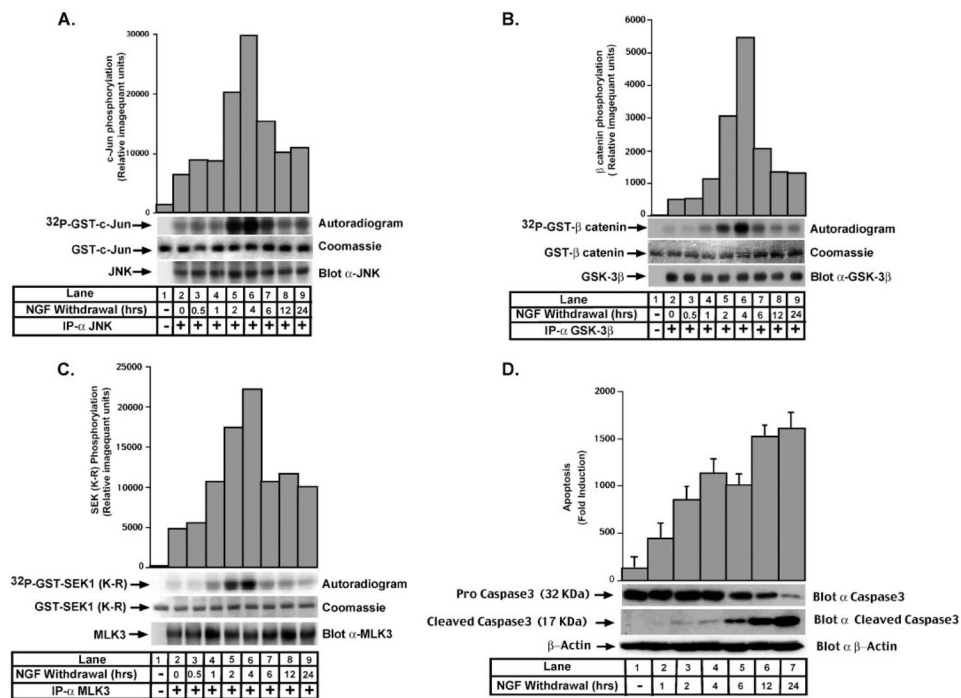 A.
c-Jun phosphorylation
(Relative imagequant units)
30000
20000
10000
0
32P-GST-c-Jun
Autoradiogram
GST-c-Jun
Coomassie
JNK
Blot α-JNK
Lane 1 2 3 4 5 6 7 8 9
NGF Withdrawal (hrs) - 0 0.5 1 2 4 6 12 24
IP-α JNK - + + + + + + + +
B.
β catenin phosphorylation
( Relative imagequant units)
6000
5000
4000
3000
2000
1000
0
32P-GST-β catenin
Autoradiogram
GST-β catenin
Coomassie
GSK-3β
Blot α-GSK-3β
Lane 1 2 3 4 5 6 7 8 9
NGF Withdrawal (hrs) - 0 0.5 1 2 4 6 12 24
IP-α GSK-3β - + + + + + + + +
C.
SEK (K-R) Phosphorylation
(Relative imagequant units)
25000
20000
15000
10000
5000
0
32P-GST-SEK1 (K-R)
Autoradiogram
GST-SEK1 (K-R)
Coomassie
MLK3
Blot α-MLK3
Lane 1 2 3 4 5 6 7 8 9
NGF Withdrawal (hrs) - 0 0.5 1 2 4 6 12 24
IP-α MLK3 - + + + + + + + +
D.
Apoptosis
(Fold Induction)
2000
1500
1000
500
0
Pro Caspase3 (32 KDa)
Blot α Caspase3
Cleaved Caspase3 (17 KDa)
Blot α Cleaved Caspase3
β-Actin
Blot α β-Actin
Lane 1 2 3 4 5 6 7
NGF Withdrawal (hrs) - 1 2 4 6 12 24